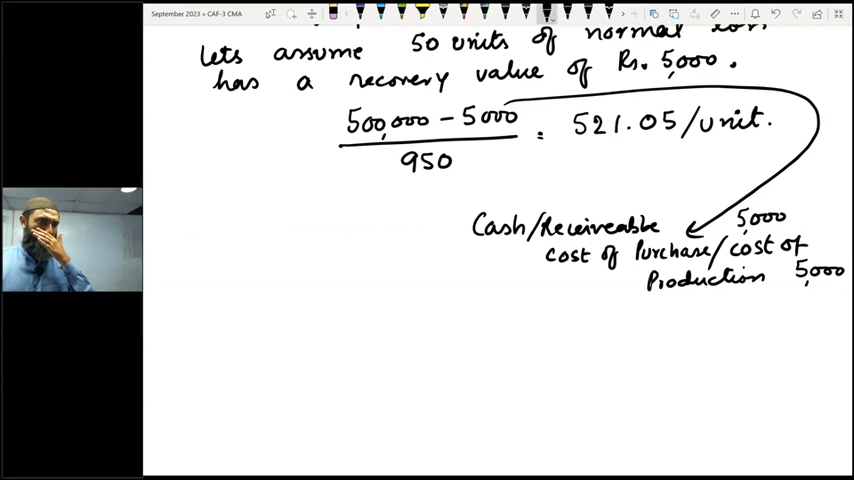 September 2023 » CAF-3 CMA
lets assume 50 units of normal loss
has a recovery value of Rs. 5,000.
500,000 - 5000
950
= 521.05/unit.
Cash/Receiveable 5,000
cost of Purchase/cost of
Production 5,000